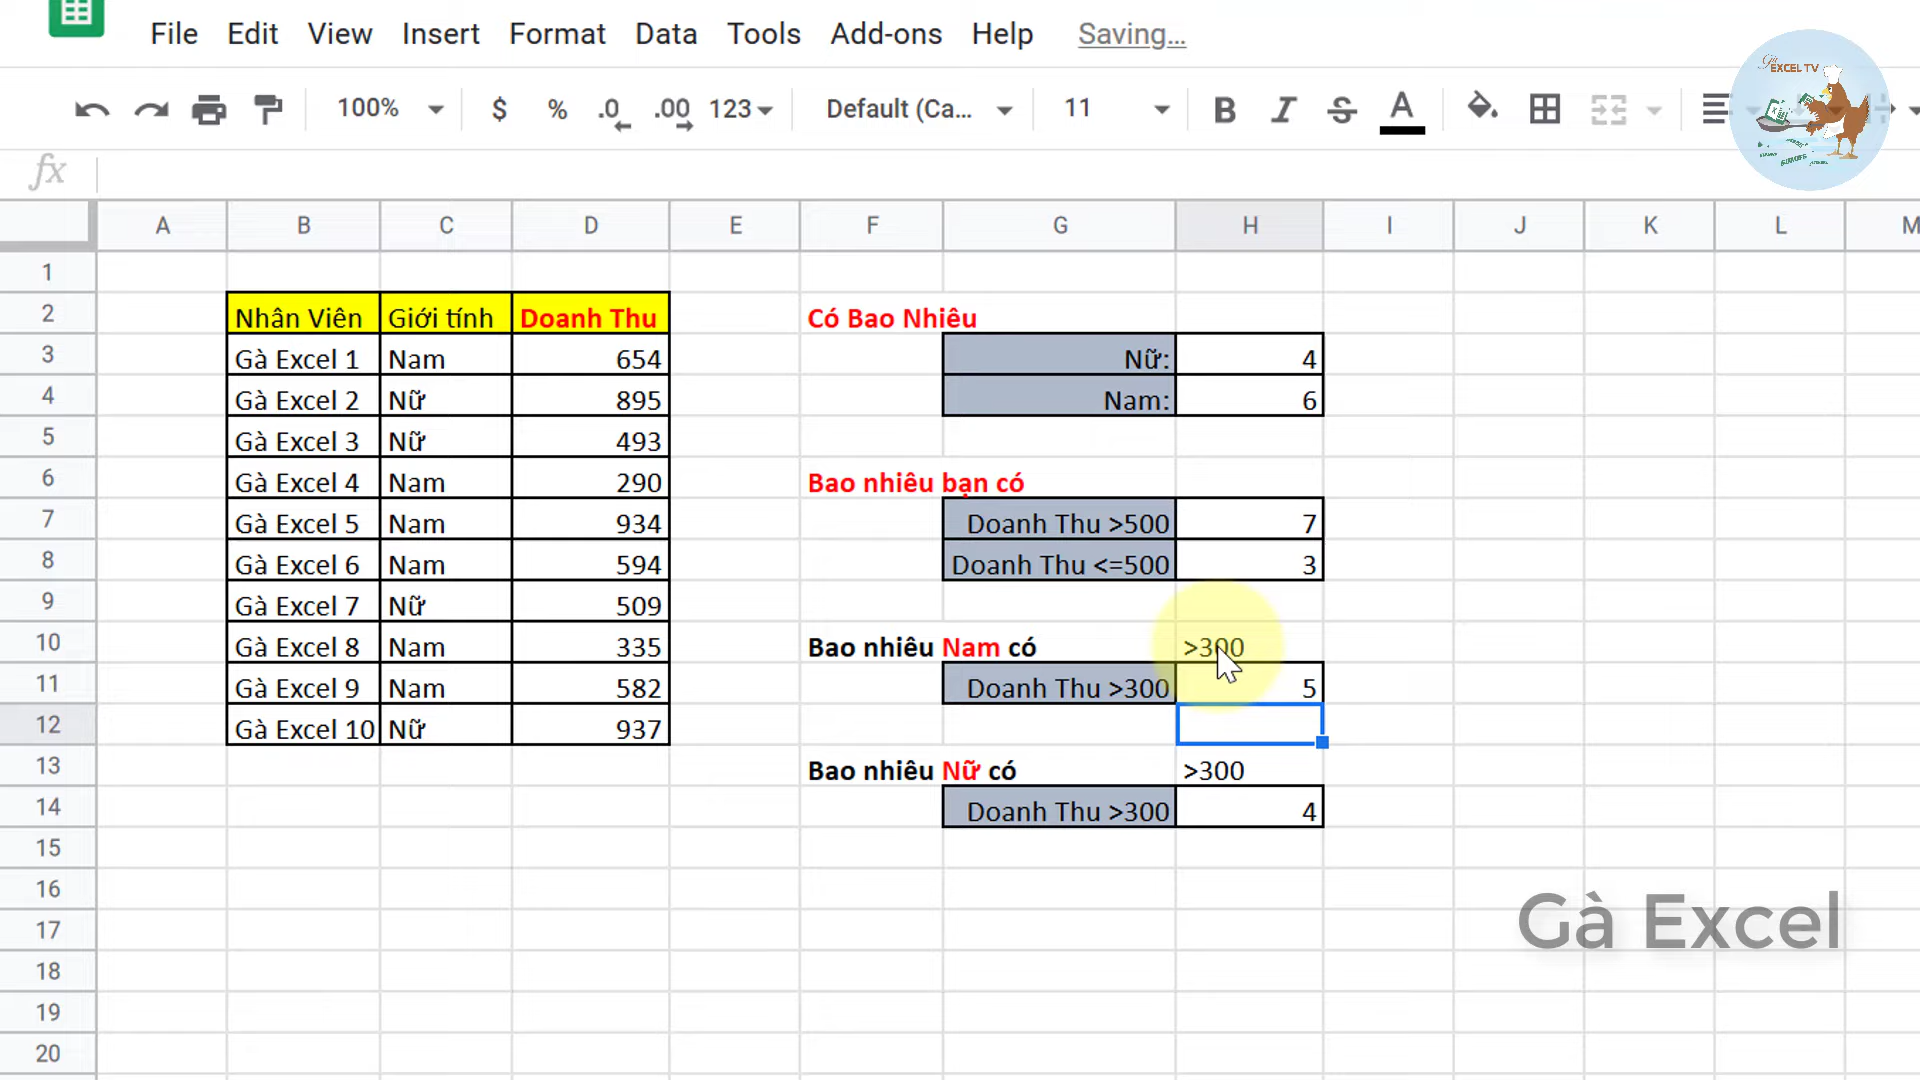 File Edit View Insert Format Data Tools Add-ons Help Saving...
100% $ % .0 .00 123 Default (Ca... 11 B I S A
EXCEL TV
fx
A B C D E F G H I J K L M
1
2 Nhân Viên Giới tính Doanh Thu Có Bao Nhiêu
3 Gà Excel 1 Nam 654 Nữ: 4
4 Gà Excel 2 Nữ 895 Nam: 6
5 Gà Excel 3 Nữ 493
6 Gà Excel 4 Nam 290 Bao nhiêu bạn có
7 Gà Excel 5 Nam 934 Doanh Thu >500 7
8 Gà Excel 6 Nam 594 Doanh Thu <=500 3
9 Gà Excel 7 Nữ 509
10 Gà Excel 8 Nam 335 Bao nhiêu Nam có >300
11 Gà Excel 9 Nam 582 Doanh Thu >300 5
12 Gà Excel 10 Nữ 937
13 Bao nhiêu Nữ có >300
14 Doanh Thu >300 4
15
16
17
18
19
20
Gà Excel